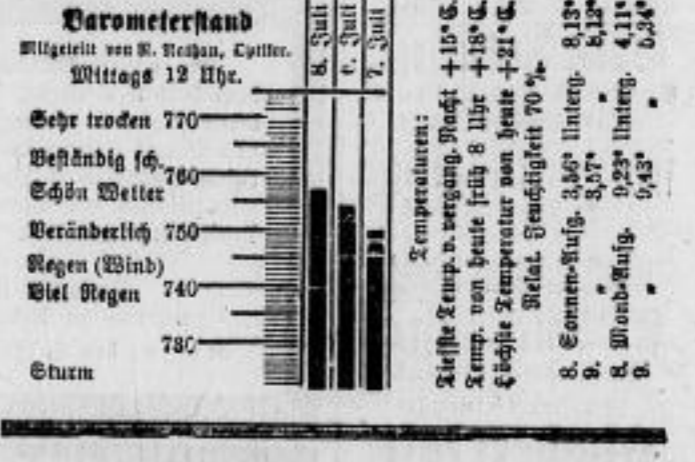 Barometerstand
Mitgeteilt von R. Nathan, Optiker.
Mittags 12 Uhr.
8. Juli
6. Juli
7. Juli
Sehr trocken 770
Beständig sch.
760
Schön Wetter
Veränderlich 750
Regen (Wind)
Viel Regen 740
730
Sturm
Temperaturen:
Tiefste Temp. v. vergang. Nacht +15° C.
Temp. von heute früh 8 Uhr +18° C.
Höchste Temperatur von heute +21° C.
Relat. Feuchtigkeit 70 %.
8. Sonnen-Aufg. 3,56" Unterg. 8,13"
9. " 3,57" " 8,12"
8. Mond-Aufg. 9,23" Unterg. 4,11"
9. " 9,43" " 5,34"